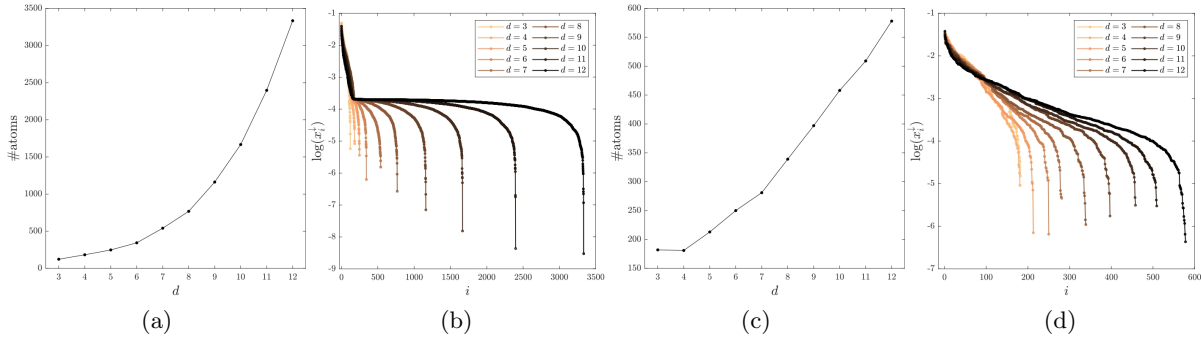 3500
3000
2500
2000
1500
1000
500
0
#atoms
3 4 5 6 7 8 9 10 11 12
d
(a)
-1
-2
-3
-4
-5
-6
-7
-8
-9
log(x_i^↓)
d = 3 d = 8
d = 4 d = 9
d = 5 d = 10
d = 6 d = 11
d = 7 d = 12
0 500 1000 1500 2000 2500 3000 3500
i
(b)
600
550
500
450
400
350
300
250
200
150
#atoms
3 4 5 6 7 8 9 10 11 12
d
(c)
-1
-2
-3
-4
-5
-6
-7
log(x_i^↓)
d = 3 d = 8
d = 4 d = 9
d = 5 d = 10
d = 6 d = 11
d = 7 d = 12
0 100 200 300 400 500 600
i
(d)